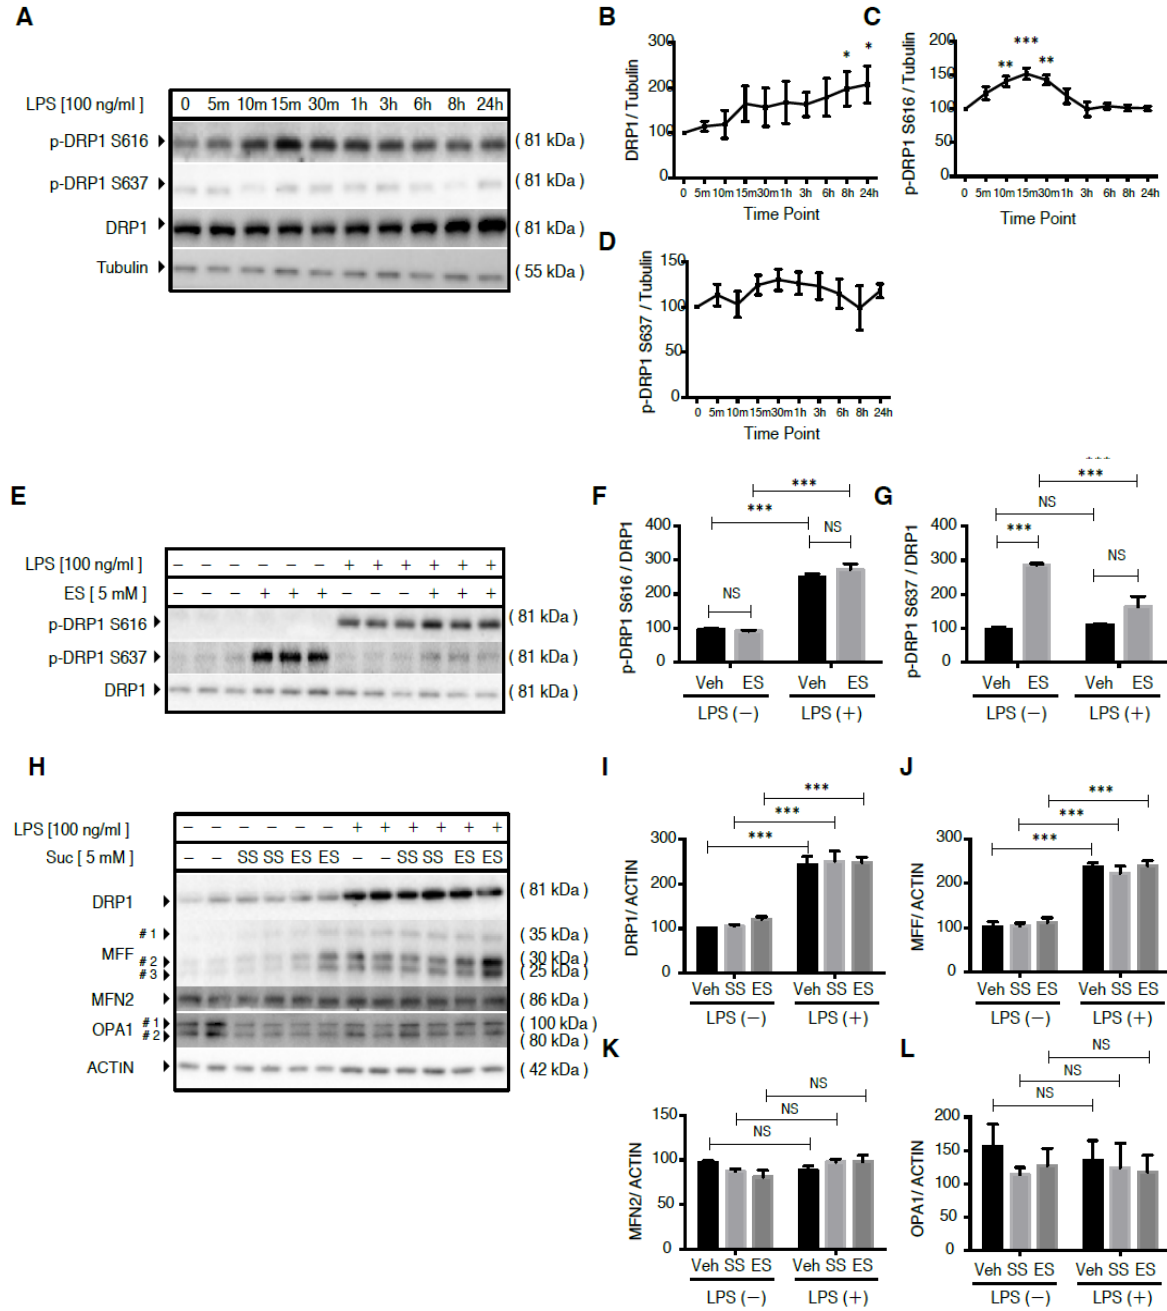 A
LPS [100 ng/ml ] 0 5m 10m 15m 30m 1h 3h 6h 8h 24h
p-DRP1 S616 ( 81 kDa )
p-DRP1 S637 ( 81 kDa )
DRP1 ( 81 kDa )
Tubulin ( 55 kDa )
B
DRP1/ Tubulin
300
200
100
0
* *
0 5m 10m 15m 30m 1h 3h 6h 8h 24h
Time Point
C
p-DRP1 S616 / Tubulin
200
150
100
50
0
** *** **
0 5m 10m 15m 30m 1h 3h 6h 8h 24h
Time Point
D
p-DRP1 S637 / Tubulin
150
100
50
0
0 5m 10m 15m 30m 1h 3h 6h 8h 24h
Time Point
E
LPS [100 ng/ml ] − − − − − − + + + + + +
ES [ 5 mM ] − − − + + + − − − + + +
p-DRP1 S616 ( 81 kDa )
p-DRP1 S637 ( 81 kDa )
DRP1 ( 81 kDa )
F
p-DRP1 S616 / DRP1
400
300
200
100
0
***
***
NS
NS
Veh ES Veh ES
LPS (−) LPS (+)
G
p-DRP1 S637 / DRP1
400
300
200
100
0
***
NS
***
NS
Veh ES Veh ES
LPS (−) LPS (+)
H
LPS [100 ng/ml ] − − − − − − + + + + + +
Suc [ 5 mM ] − − SS SS ES ES − − SS SS ES ES
DRP1 ( 81 kDa )
# 1 ( 35 kDa )
MFF # 2 ( 30 kDa )
# 3 ( 25 kDa )
MFN2 ( 86 kDa )
OPA1 # 1 ( 100 kDa )
# 2 ( 80 kDa )
ACTiN ( 42 kDa )
I
DRP1/ ACTIN
300
200
100
0
***
***
***
Veh SS ES Veh SS ES
LPS (−) LPS (+)
J
MFF/ ACTIN
300
200
100
0
***
***
***
Veh SS ES Veh SS ES
LPS (−) LPS (+)
K
MFN2/ ACTIN
150
100
50
0
NS
NS
NS
Veh SS ES Veh SS ES
LPS (−) LPS (+)
L
OPA1/ ACTIN
200
150
100
50
0
NS
NS
NS
Veh SS ES Veh SS ES
LPS (−) LPS (+)